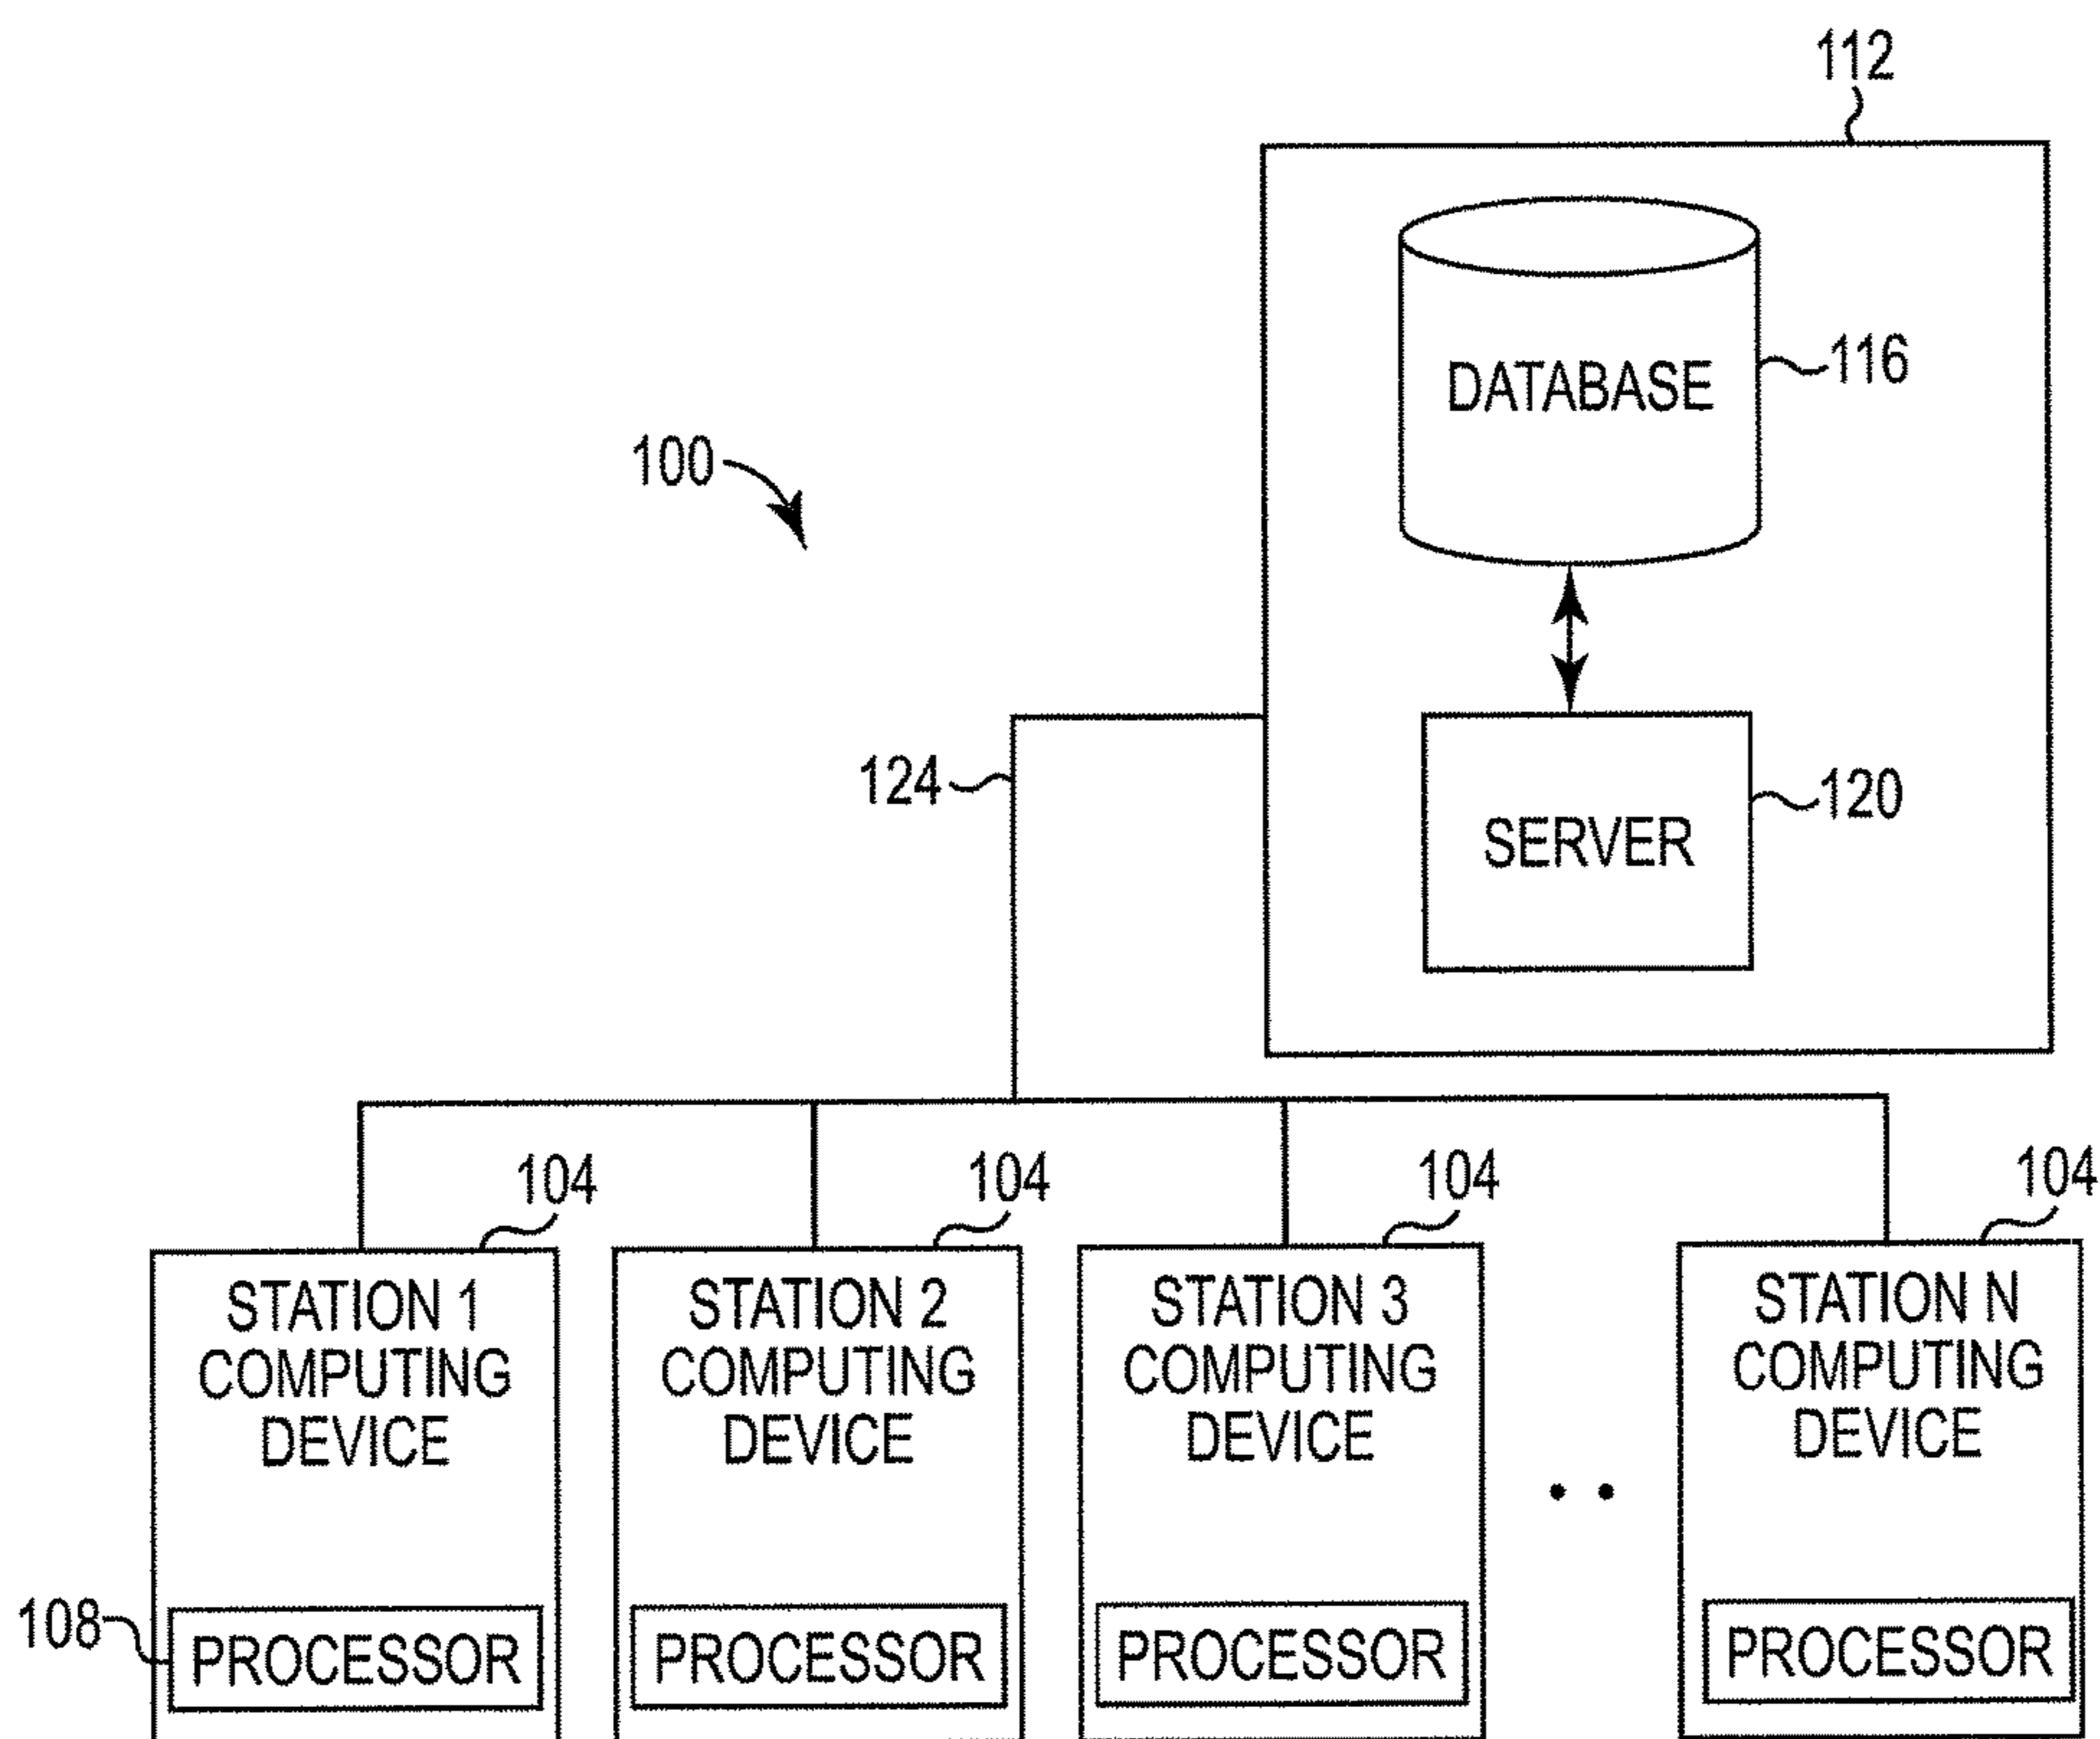 112
DATABASE
116
100
124
SERVER
120
104
104
104
104
STATION 1
COMPUTING
DEVICE
STATION 2
COMPUTING
DEVICE
STATION 3
COMPUTING
DEVICE
STATION N
COMPUTING
DEVICE
108
PROCESSOR
PROCESSOR
PROCESSOR
PROCESSOR